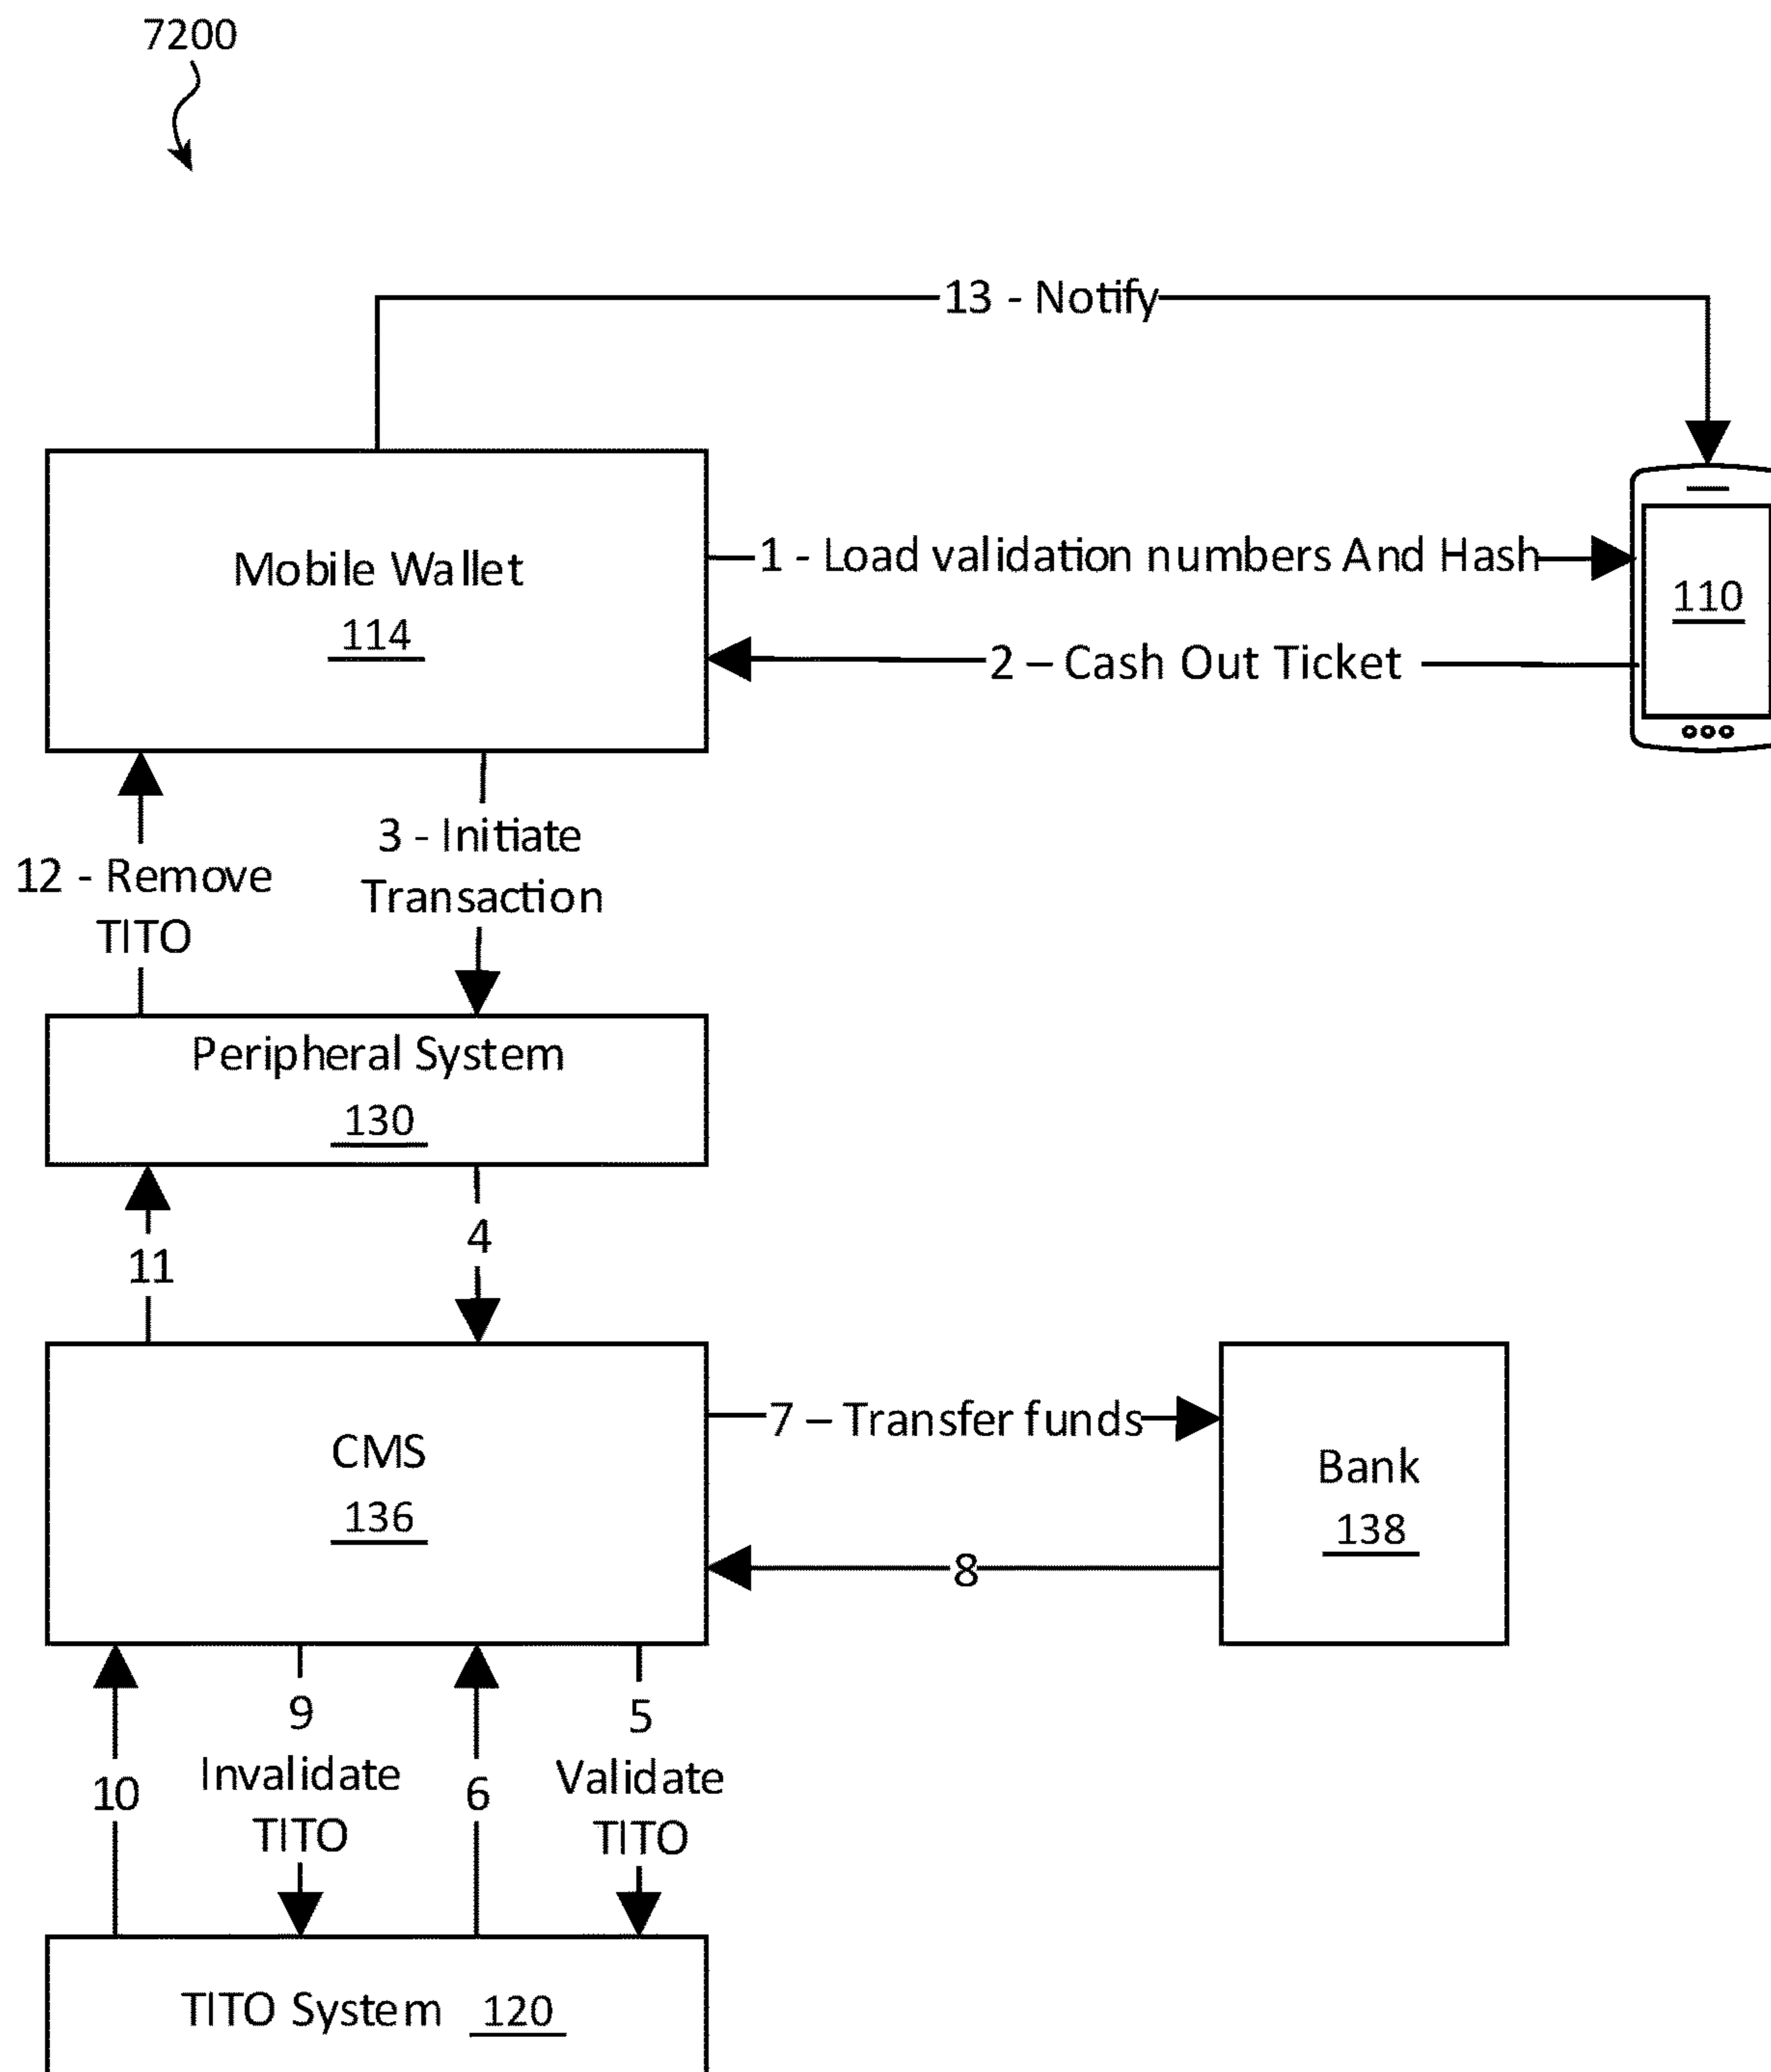 7200
13 - Notify
Mobile Wallet
114
1 - Load validation numbers And Hash
110
2 – Cash Out Ticket
12 - Remove
TITO
3 - Initiate
Transaction
Peripheral System
130
11
4
CMS
136
7 – Transfer funds
Bank
138
8
10
9
Invalidate
TITO
6
5
Validate
TITO
TITO System 120